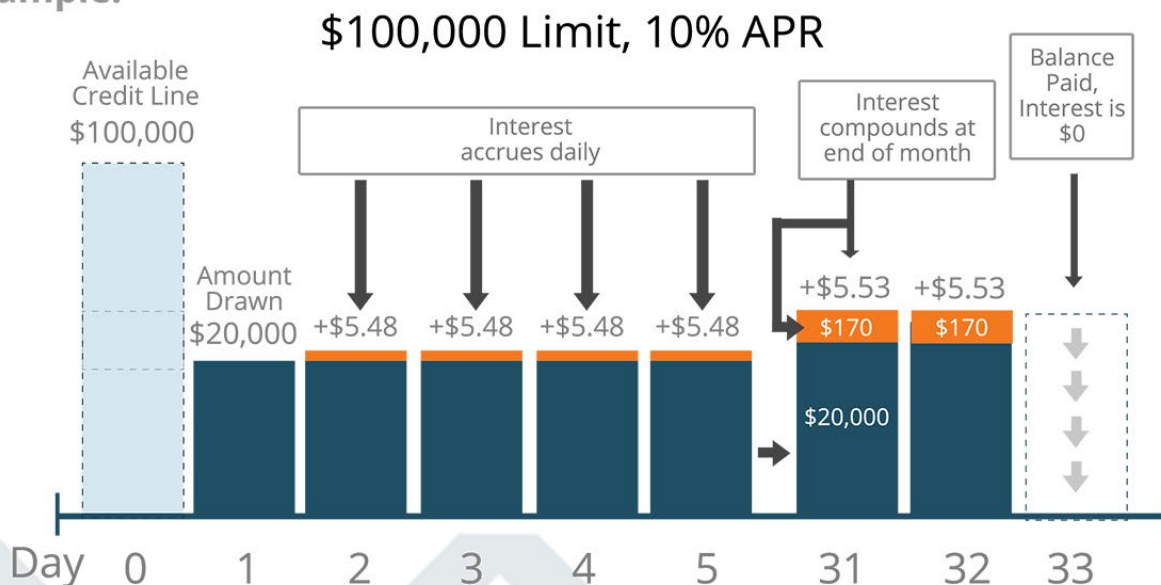 $100,000 Limit, 10% APR
Available
Credit Line
$100,000
Interest
accrues daily
Interest
compounds at
end of month
Balance
Paid,
Interest is
$0
Amount
Drawn
$20,000
+$5.48
+$5.48
+$5.48
+$5.48
+$5.53
+$5.53
$170
$170
$20,000
Day 0 1 2 3 4 5 31 32 33